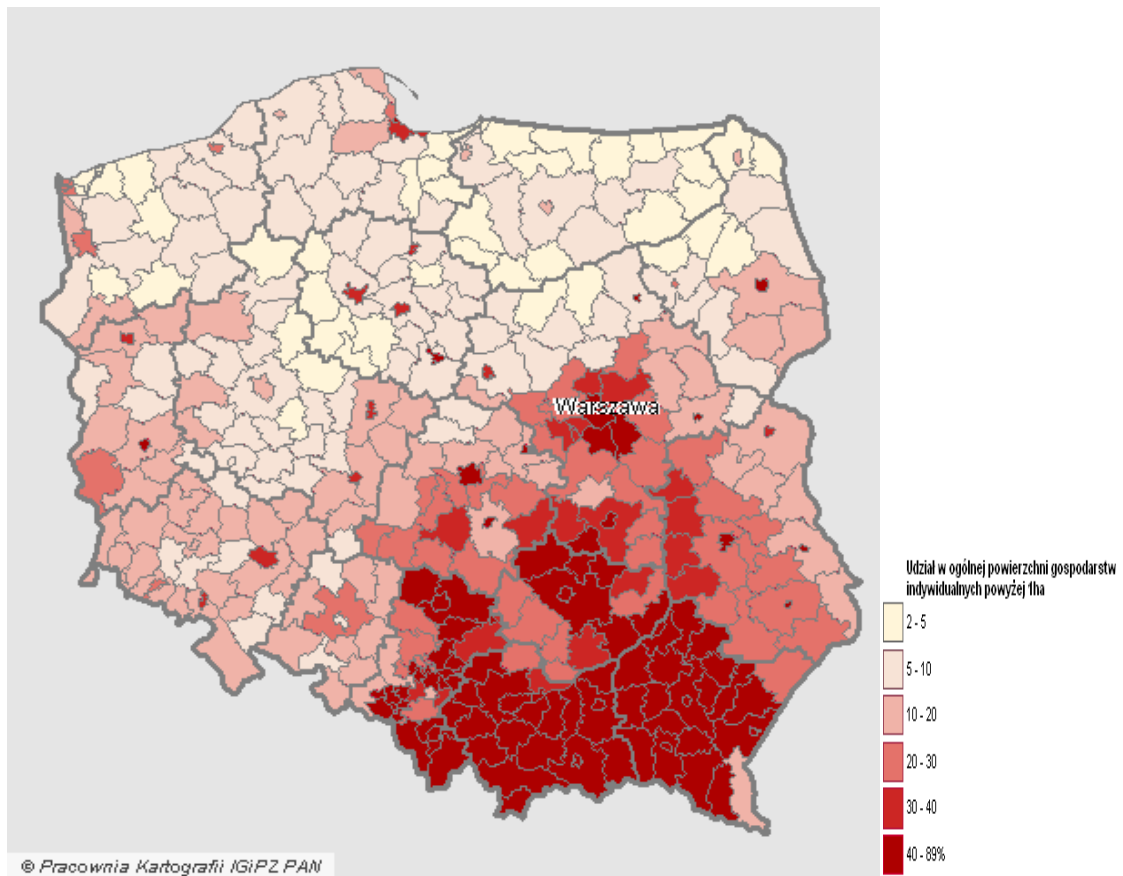 Warszawa
Udział w ogólnej powierzchni gospodarstw
indywidualnych powyżej 1ha
2 - 5
5 - 10
10 - 20
20 - 30
30 - 40
40 - 89%
© Pracownia Kartografii IGiPZ PAN